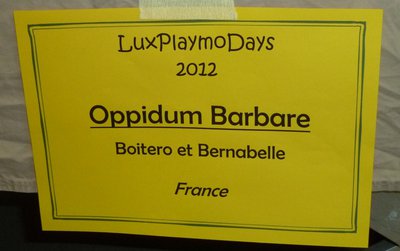 LuxPlaymoDays
2012
Oppidum Barbare
Boitero et Bernabelle
France